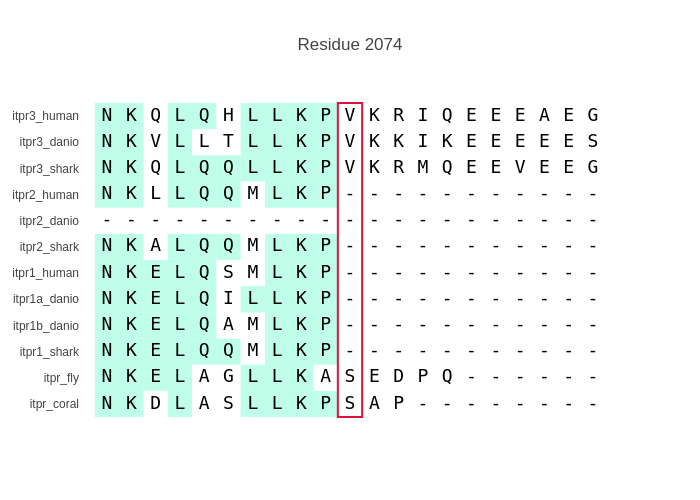 Residue 2074
itpr3_human N K Q L Q H L L K P V K R I Q E E E A E G
itpr3_danio N K V L L T L L K P V K K I K E E E E E S
itpr3_shark N K Q L Q Q L L K P V K R M Q E E V E E G
itpr2_human N K L L Q Q M L K P - - - - - - - - - - -
itpr2_danio - - - - - - - - - - - - - - - - - - - - -
itpr2_shark N K A L Q Q M L K P - - - - - - - - - - -
itpr1_human N K E L Q S M L K P - - - - - - - - - - -
itpr1a_danio N K E L Q I L L K P - - - - - - - - - - -
itpr1b_danio N K E L Q A M L K P - - - - - - - - - - -
itpr1_shark N K E L Q Q M L K P - - - - - - - - - - -
itpr_fly N K E L A G L L K A S E D P Q - - - - - -
itpr_coral N K D L A S L L K P S A P - - - - - - - -